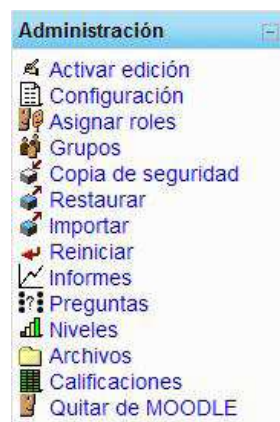 Administración
Activar edición
Configuración
Asignar roles
Grupos
Copia de seguridad
Restaurar
Importar
Reiniciar
Informes
Preguntas
Niveles
Archivos
Calificaciones
Quitar de MOODLE